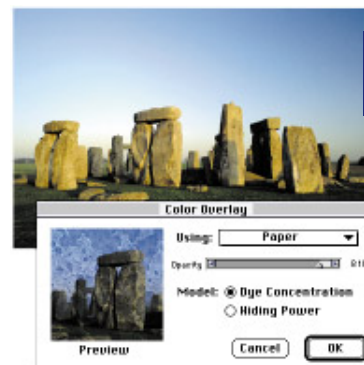 Color Overlay
Using: Paper
Opacity
Model: Dye Concentration
Hiding Power
Preview
Cancel OK